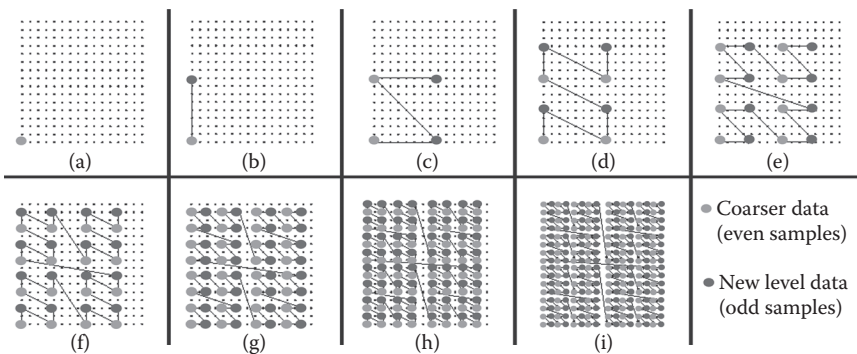 (a)
(b)
(c)
(d)
(e)
(f)
(g)
(h)
(i)
Coarser data
(even samples)
New level data
(odd samples)